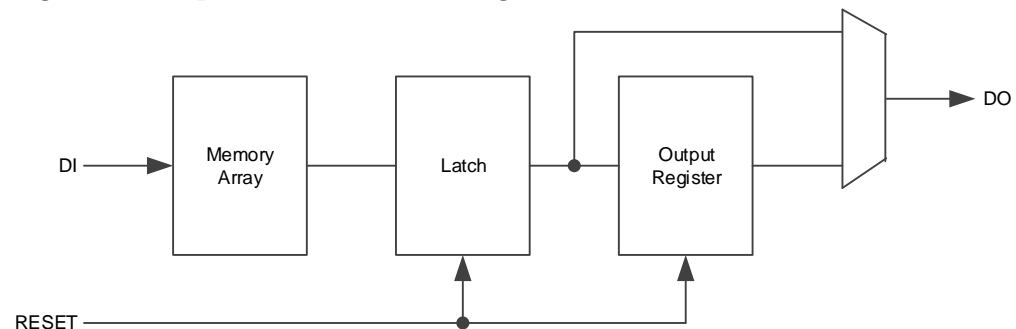 DI
Memory
Array
Latch
Output
Register
DO
RESET